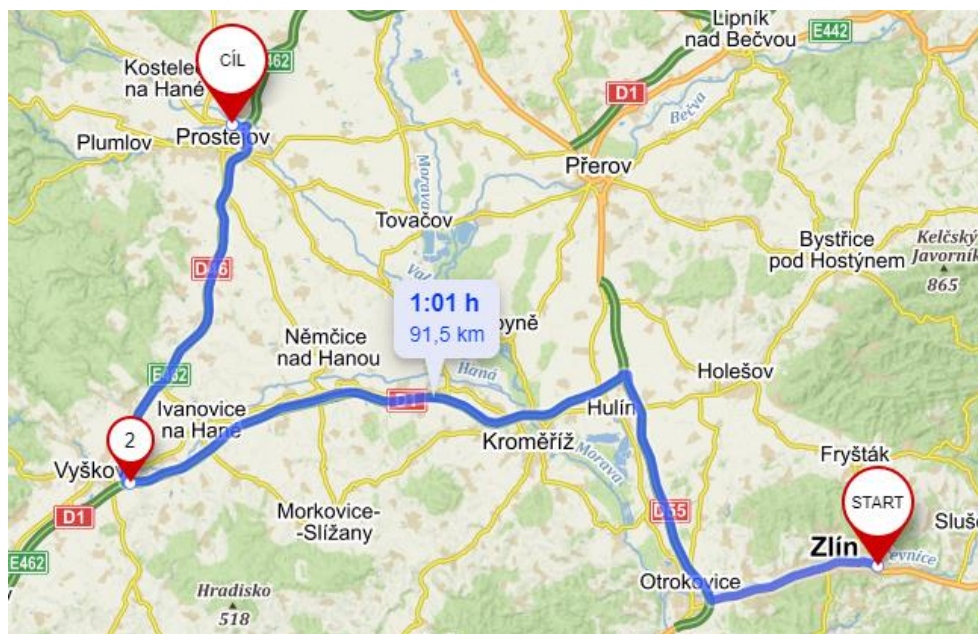 Lipník
nad Bečvou
E442
CÍL
E462
Kostelec
na Hané
D1
Bečva
Plumlov
Prostějov
Přerov
Morava
Tovačov
Bystřice
pod Hostýnem
Kelčský
Javorník
865
D46
1:01 h
91,5 km
Němčice
nad Hanou
Haná
Holešov
E462
D1
Ivanovice
na Hané
Hulín
Kroměříž
2
Vyškov
Morava
Fryšták
START
D1
Morkovice-
-Slížany
D55
Zlín
E462
Otrokovice
Hradisko
518